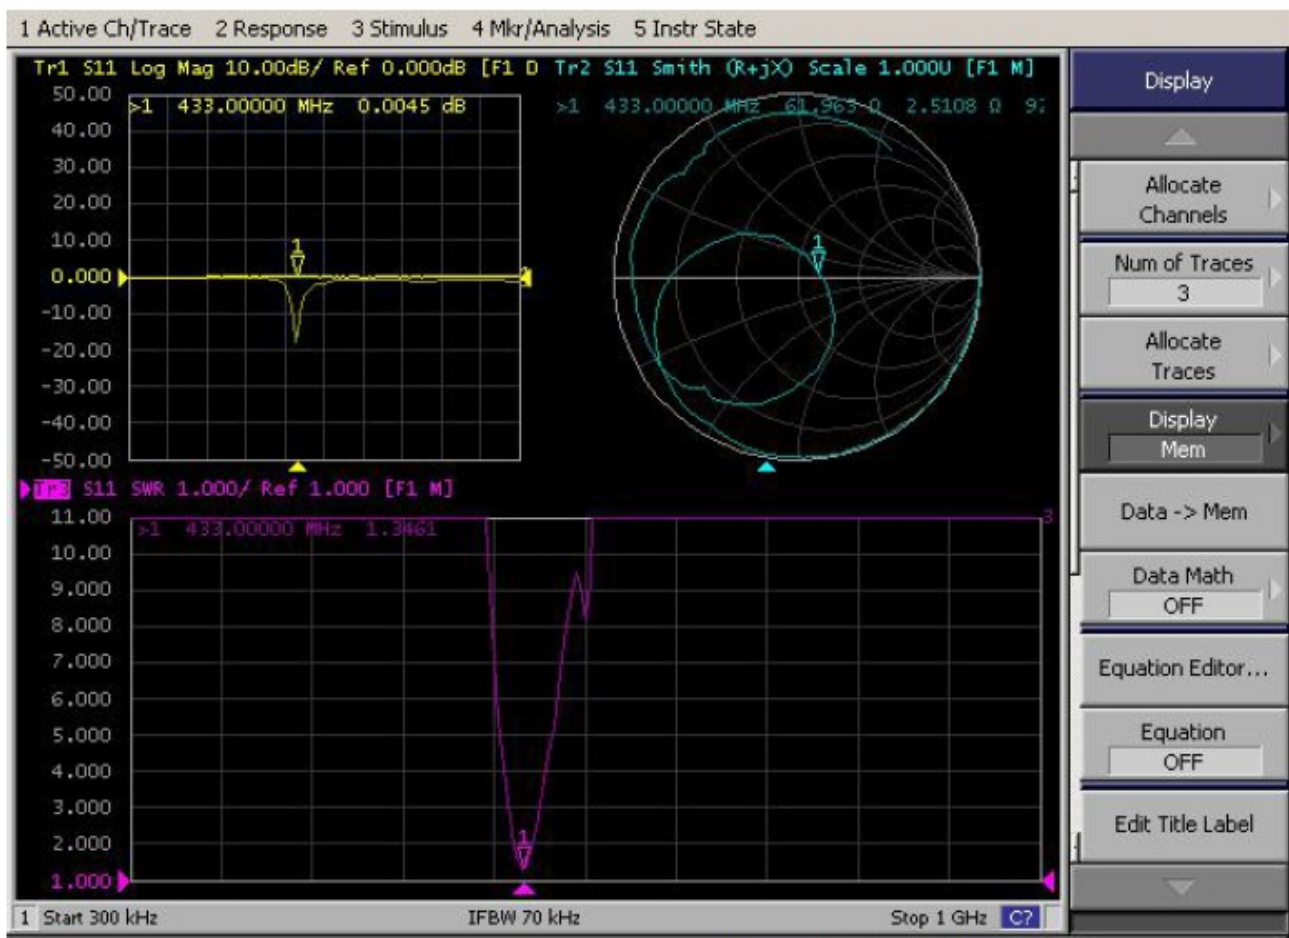 1 Active Ch/Trace 2 Response 3 Stimulus 4 Mkr/Analysis 5 Instr State
Tr1 S11 Log Mag 10.00dB/ Ref 0.000dB [F1 D
50.00
>1 433.00000 MHz 0.0045 dB
40.00
30.00
20.00
10.00
0.000
-10.00
-20.00
-30.00
-40.00
-50.00
1
Tr2 S11 Smith (R+jX) Scale 1.000U [F1 M]
>1 433.00000 MHz 61.963 Ω 2.5108 Ω
1
Tr3 S11 SWR 1.000/ Ref 1.000 [F1 M]
11.00
>1 433.00000 MHz 1.3461
3
10.00
9.000
8.000
7.000
6.000
5.000
4.000
3.000
2.000
1.000
1
1 Start 300 kHz IFBW 70 kHz Stop 1 GHz C?
Display
Allocate
Channels
Num of Traces
3
Allocate
Traces
Display
Mem
Data -> Mem
Data Math
OFF
Equation Editor...
Equation
OFF
Edit Title Label